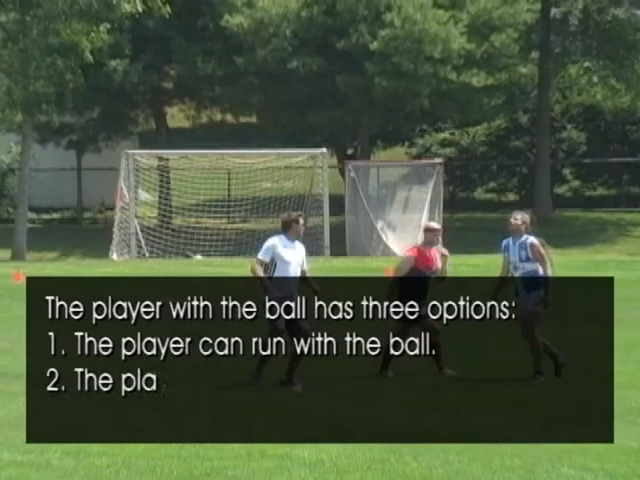 The player with the ball has three options:
1. The player can run with the ball.
2. The pla